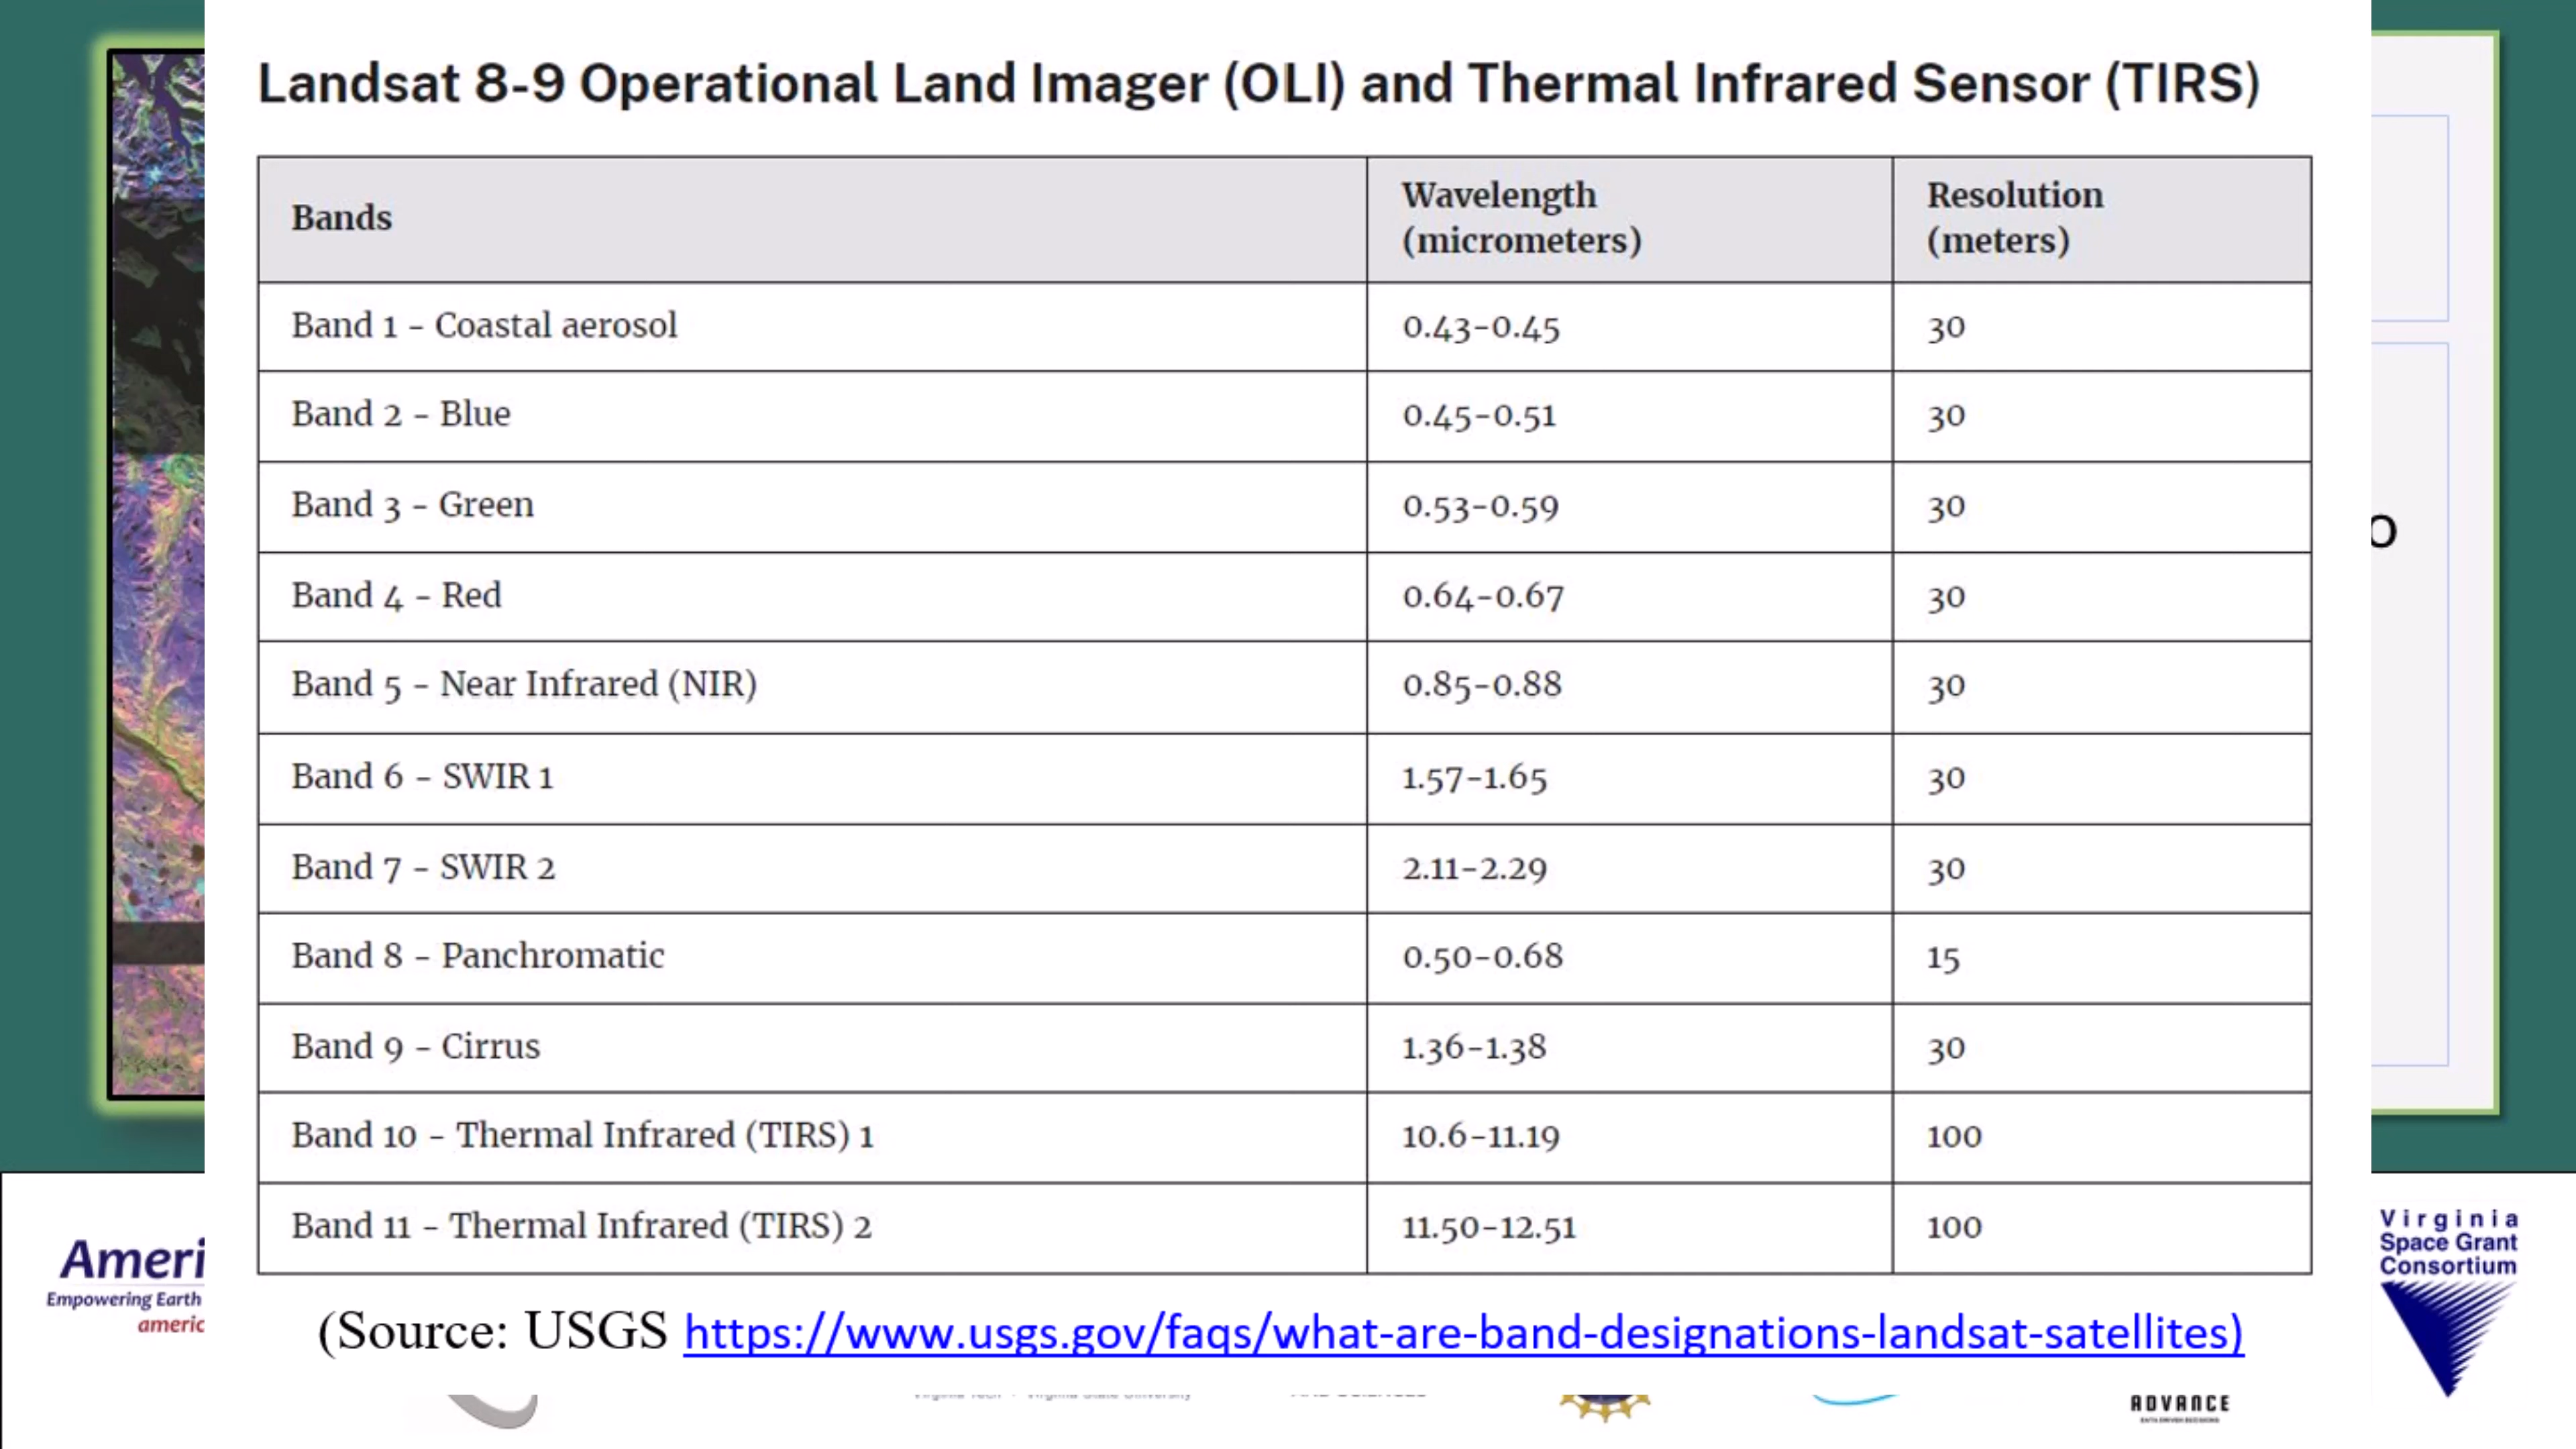 Landsat 8-9 Operational Land Imager (OLI) and Thermal Infrared Sensor (TIRS)
Bands Wavelength (micrometers) Resolution (meters)
Band 1 - Coastal aerosol 0.43-0.45 30
Band 2 - Blue 0.45-0.51 30
Band 3 - Green 0.53-0.59 30
Band 4 - Red 0.64-0.67 30
Band 5 - Near Infrared (NIR) 0.85-0.88 30
Band 6 - SWIR 1 1.57-1.65 30
Band 7 - SWIR 2 2.11-2.29 30
Band 8 - Panchromatic 0.50-0.68 15
Band 9 - Cirrus 1.36-1.38 30
Band 10 - Thermal Infrared (TIRS) 1 10.6-11.19 100
Band 11 - Thermal Infrared (TIRS) 2 11.50-12.51 100
(Source: USGS https://www.usgs.gov/faqs/what-are-band-designations-landsat-satellites)
o
Ameri
Empowering Earth
americ
Virginia
Space Grant
Consortium
ADVANCE